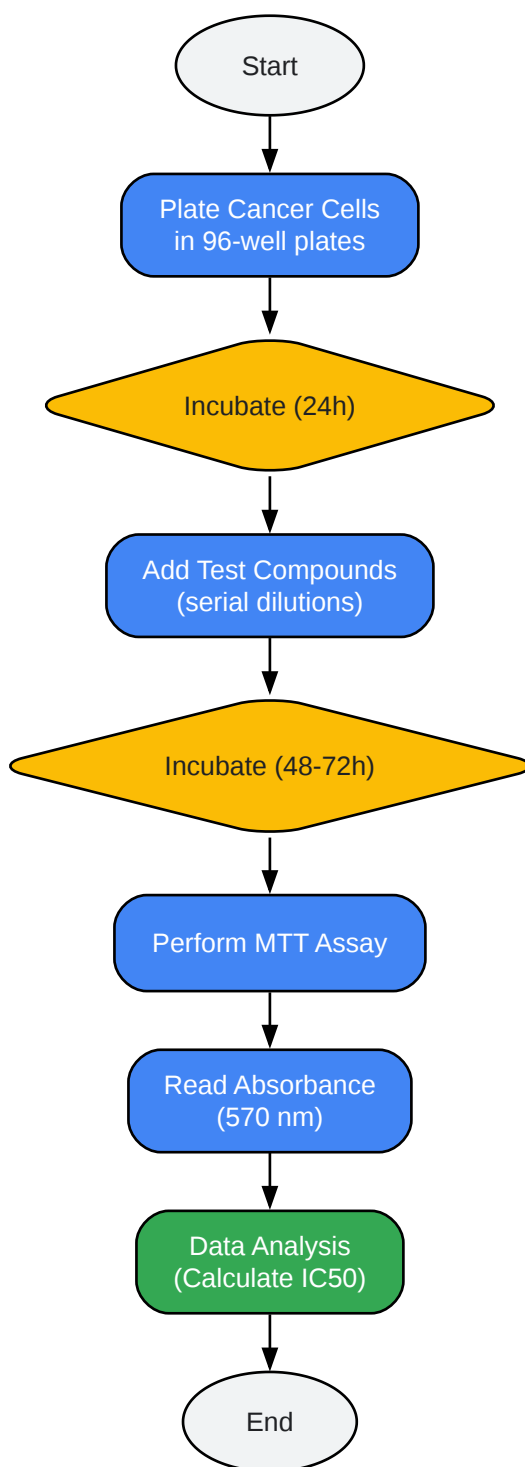 Start
Plate Cancer Cells
in 96-well plates
Incubate (24h)
Add Test Compounds
(serial dilutions)
Incubate (48-72h)
Perform MTT Assay
Read Absorbance
(570 nm)
Data Analysis
(Calculate IC50)
End